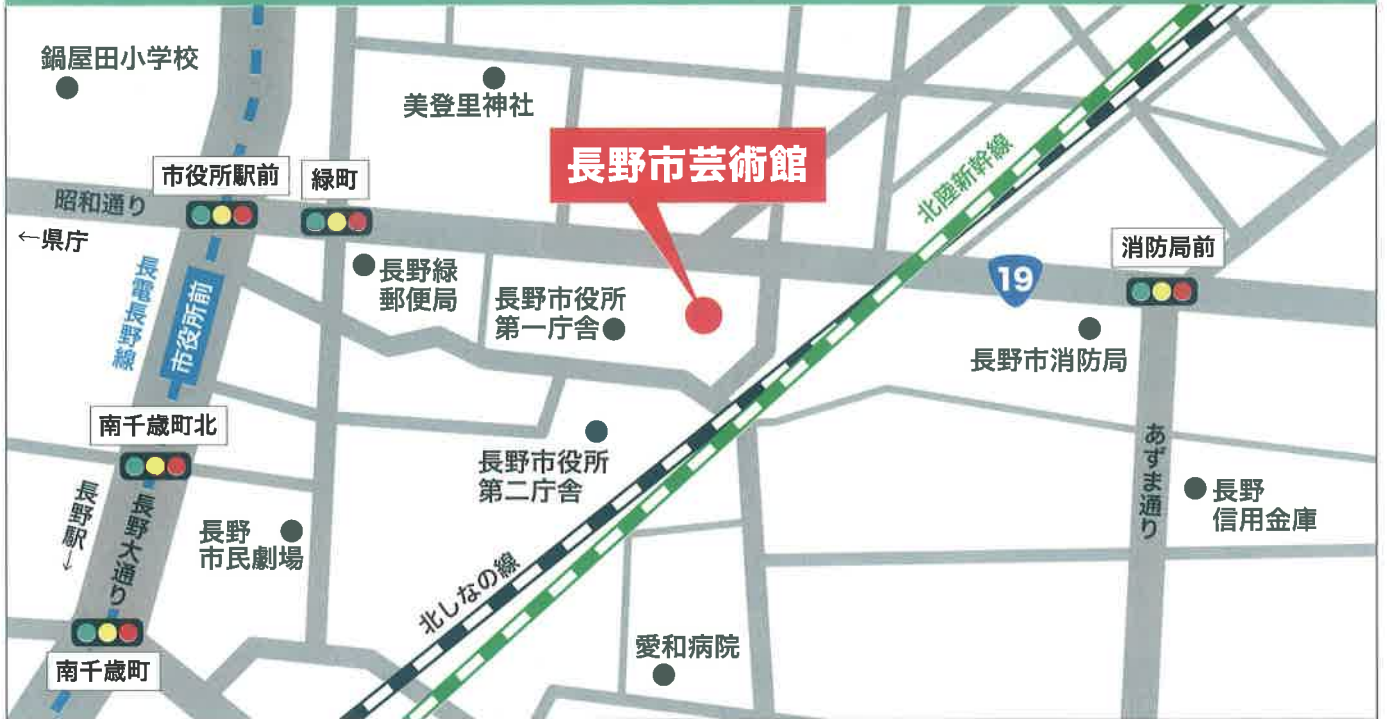 鍋屋田小学校
美登里神社
長野市芸術館
市役所駅前
緑町
昭和通り
←県庁
北陸新幹線
消防局前
19
長電長野線
市役所前
長野緑
郵便局
長野市役所
第一庁舎
長野市消防局
南千歳町北
長野市役所
第二庁舎
あずま通り
長野
信用金庫
長野駅→
長野大通り
長野
市民劇場
北しなの線
愛和病院
南千歳町